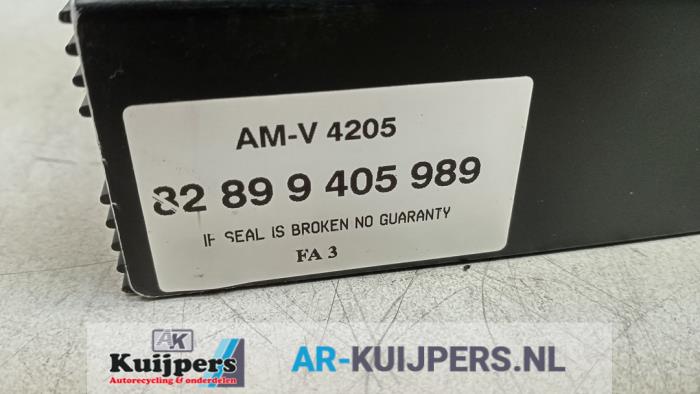 AM-V 4205
82 89 9 405 989
IF SEAL IS BROKEN NO GUARANTY
FA 3
AK
Kuijpers
Autorecycling & onderdelen
AR-KUIJPERS.NL